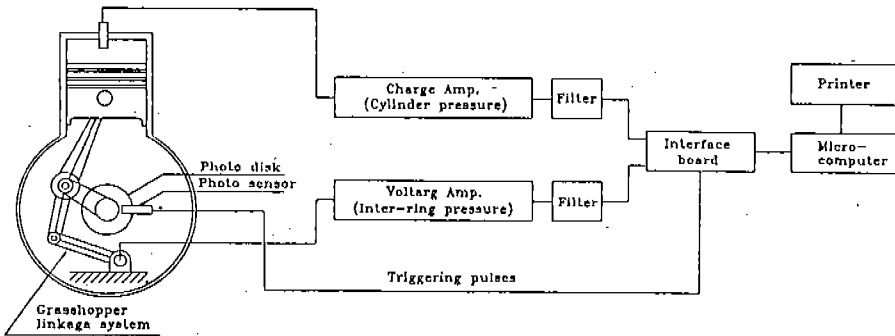 Charge Amp.
(Cylinder pressure)
Filter
Printer
Interface
board
Micro-
computer
Photo disk
Photo sensor
Voltarg Amp.
(Inter-ring pressure)
Filter
Triggering pulses
Grasshopper
linkaga system